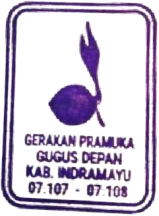 GERAKAN PRAMUKA
GUGUS DEPAN
KAB. INDRAMAYU
07.107 - 07.108